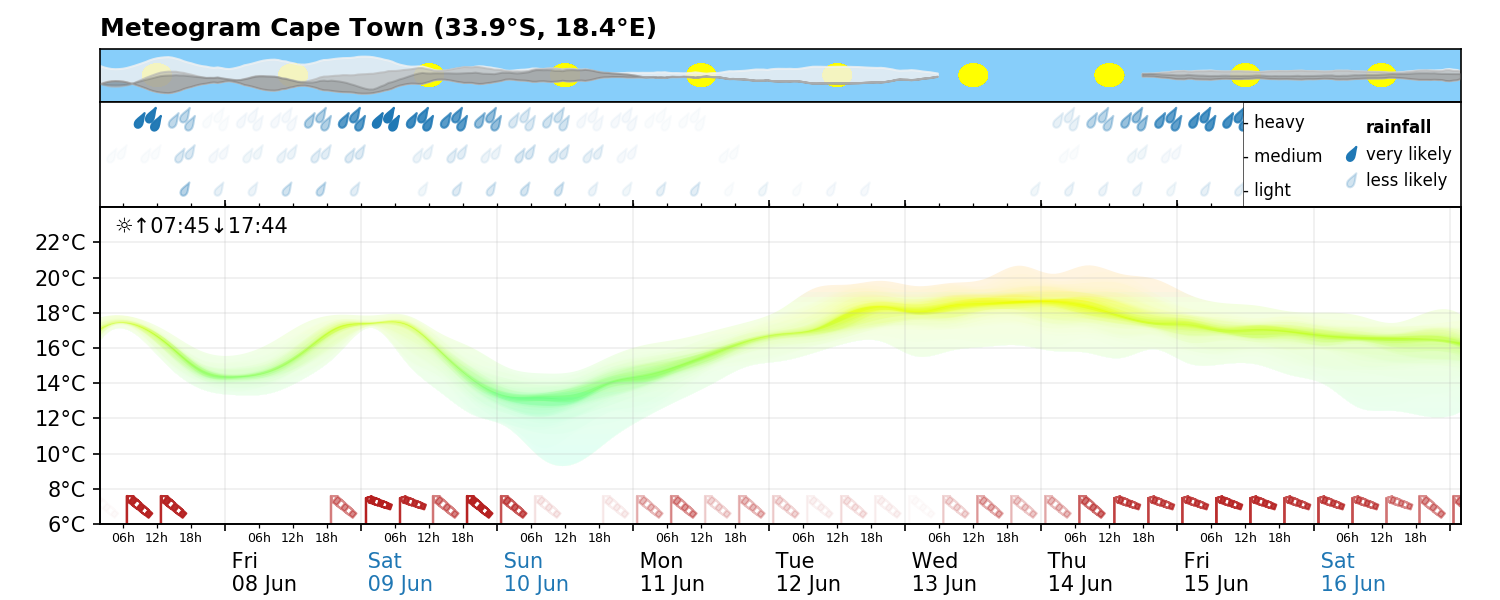 Meteogram Cape Town (33.9°S, 18.4°E)
heavy
rainfall
medium
very likely
light
less likely
☼↑07:45↓17:44
22°C
20°C
18°C
16°C
14°C
12°C
10°C
8°C
6°C
06h 12h 18h 06h 12h 18h 06h 12h 18h 06h 12h 18h 06h 12h 18h 06h 12h 18h 06h 12h 18h 06h 12h 18h 06h 12h 18h 06h 12h 18h
Fri Sat Sun Mon Tue Wed Thu Fri Sat
08 Jun 09 Jun 10 Jun 11 Jun 12 Jun 13 Jun 14 Jun 15 Jun 16 Jun